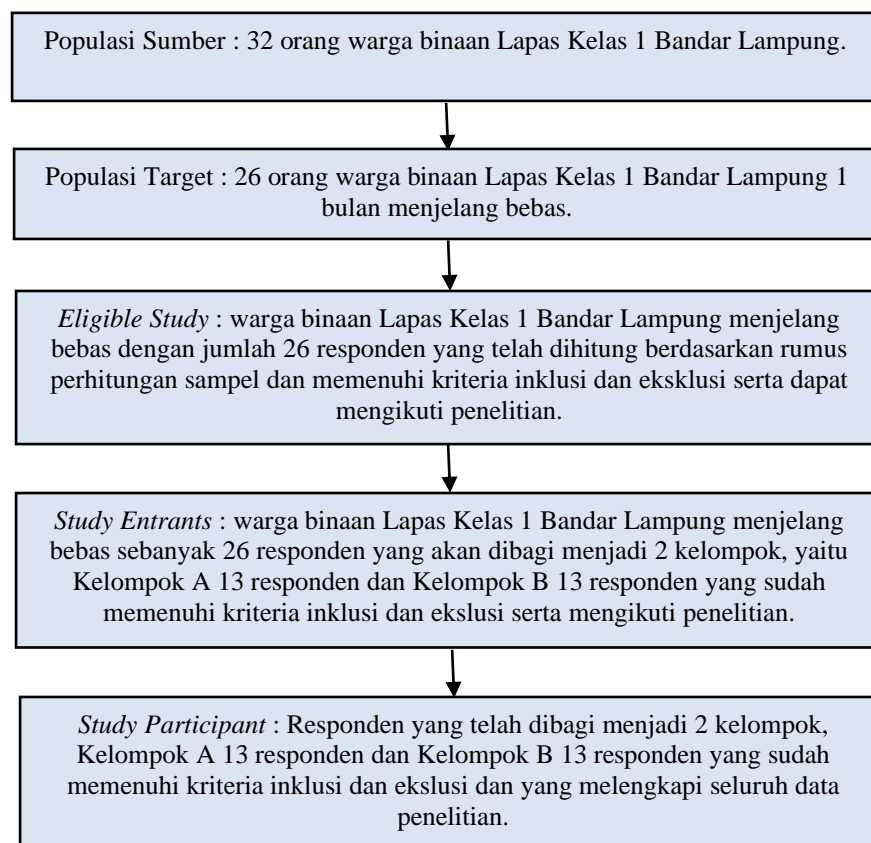 Populasi Sumber : 32 orang warga binaan Lapas Kelas 1 Bandar Lampung.
Populasi Target : 26 orang warga binaan Lapas Kelas 1 Bandar Lampung 1
bulan menjelang bebas.
Eligible Study : warga binaan Lapas Kelas 1 Bandar Lampung menjelang
bebas dengan jumlah 26 responden yang telah dihitung berdasarkan rumus
perhitungan sampel dan memenuhi kriteria inklusi dan eksklusi serta dapat
mengikuti penelitian.
Study Entrants : warga binaan Lapas Kelas 1 Bandar Lampung menjelang
bebas sebanyak 26 responden yang akan dibagi menjadi 2 kelompok, yaitu
Kelompok A 13 responden dan Kelompok B 13 responden yang sudah
memenuhi kriteria inklusi dan ekslusi serta mengikuti penelitian.
Study Participant : Responden yang telah dibagi menjadi 2 kelompok,
Kelompok A 13 responden dan Kelompok B 13 responden yang sudah
memenuhi kriteria inklusi dan ekslusi dan yang melengkapi seluruh data
penelitian.